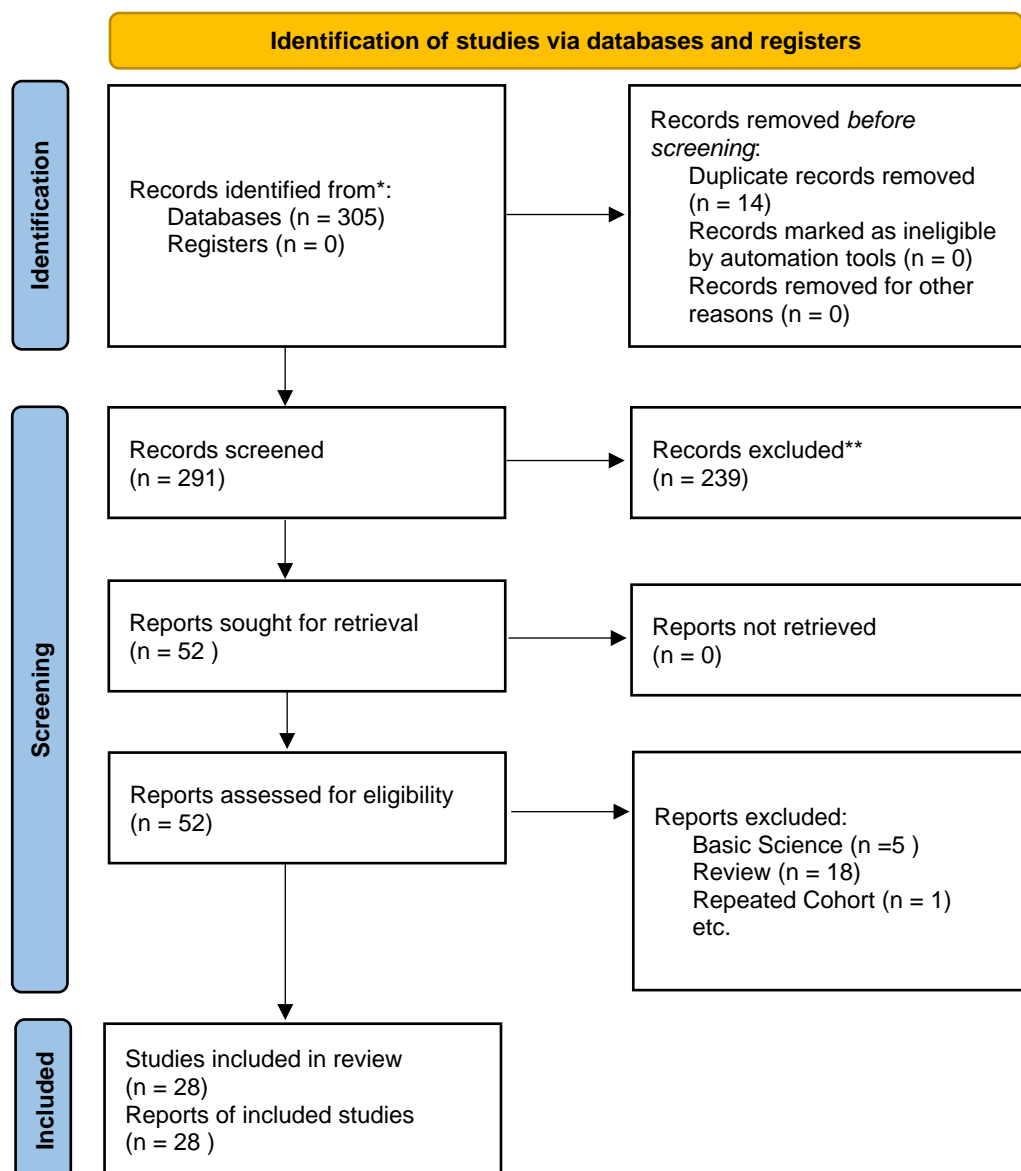 Identification of studies via databases and registers
Identification
Records identified from*:
Databases (n = 305)
Registers (n = 0)
Records removed before
screening:
Duplicate records removed
(n = 14)
Records marked as ineligible
by automation tools (n = 0)
Records removed for other
reasons (n = 0)
Screening
Records screened
(n = 291)
Records excluded**
(n = 239)
Reports sought for retrieval
(n = 52 )
Reports not retrieved
(n = 0)
Reports assessed for eligibility
(n = 52)
Reports excluded:
Basic Science (n =5 )
Review (n = 18)
Repeated Cohort (n = 1)
etc.
Included
Studies included in review
(n = 28)
Reports of included studies
(n = 28 )